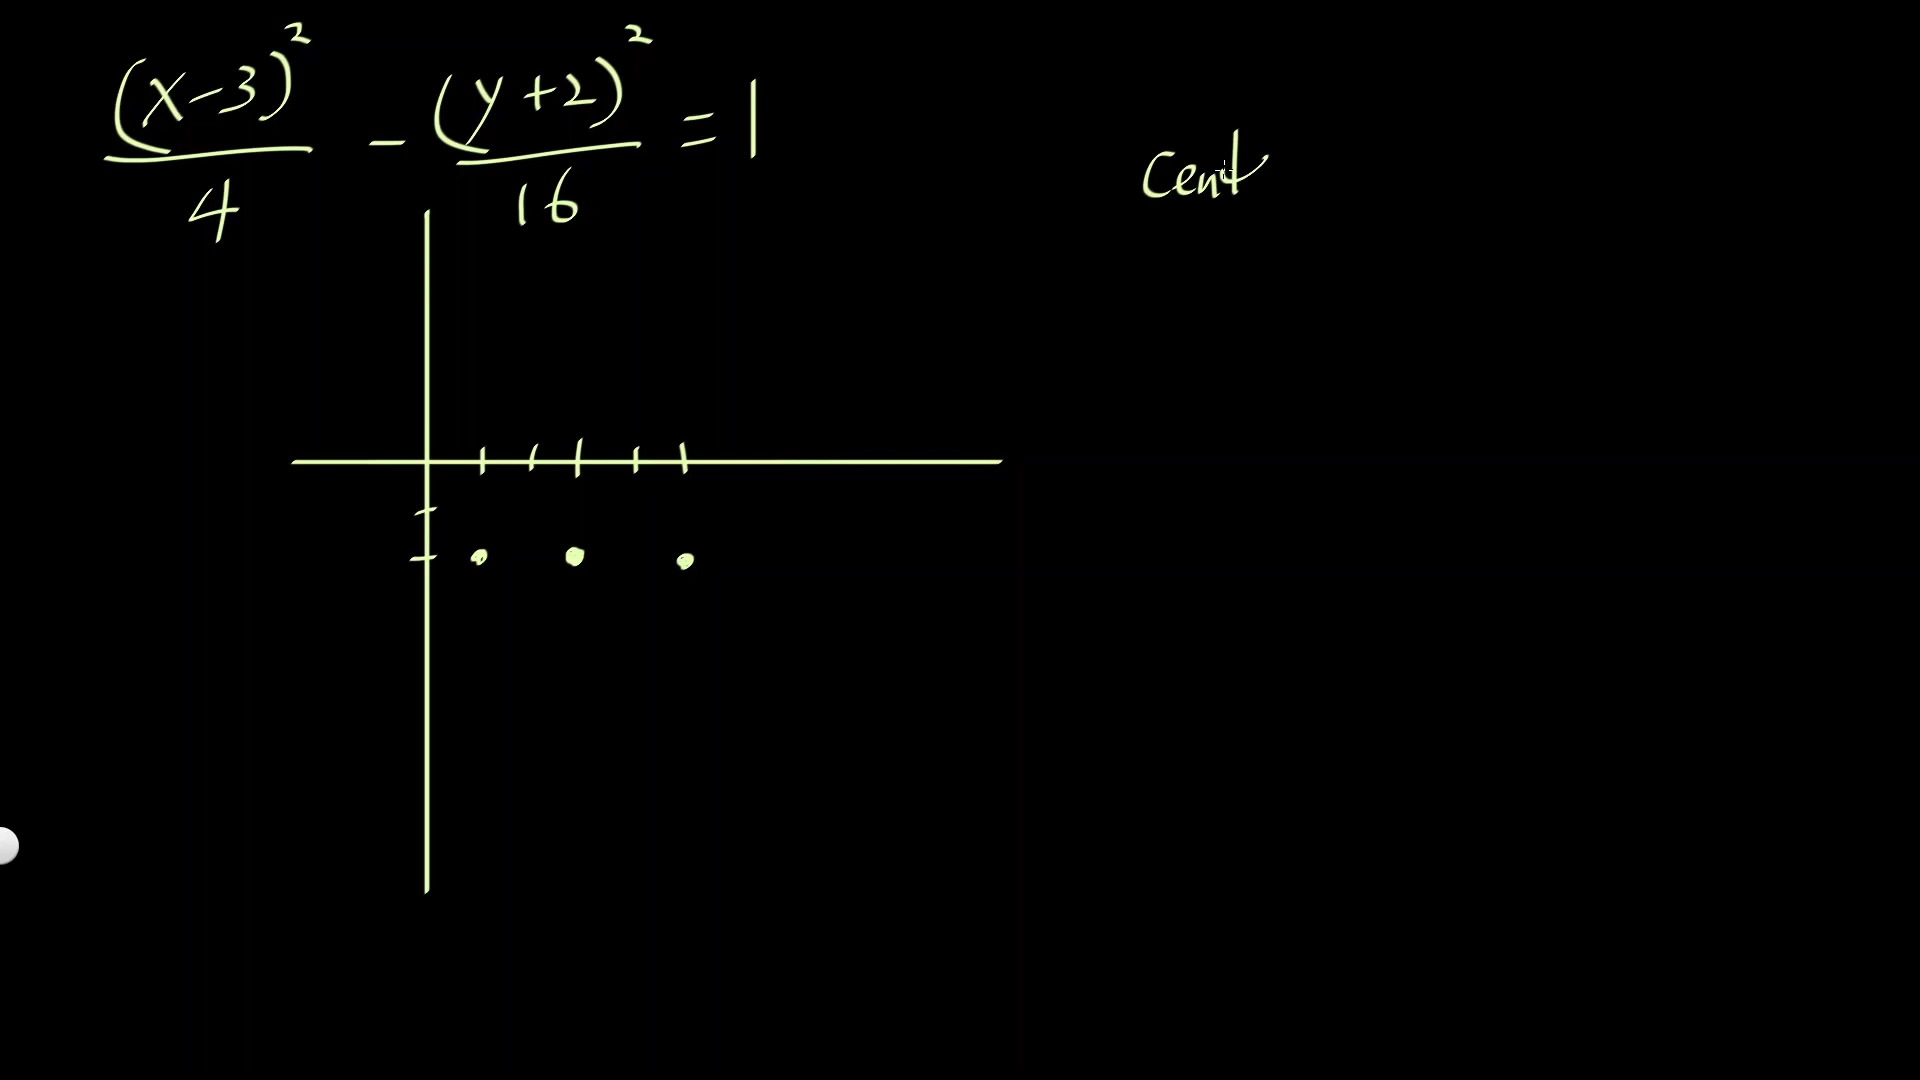 (x-3)²/4 - (y+2)²/16 = 1
Cent